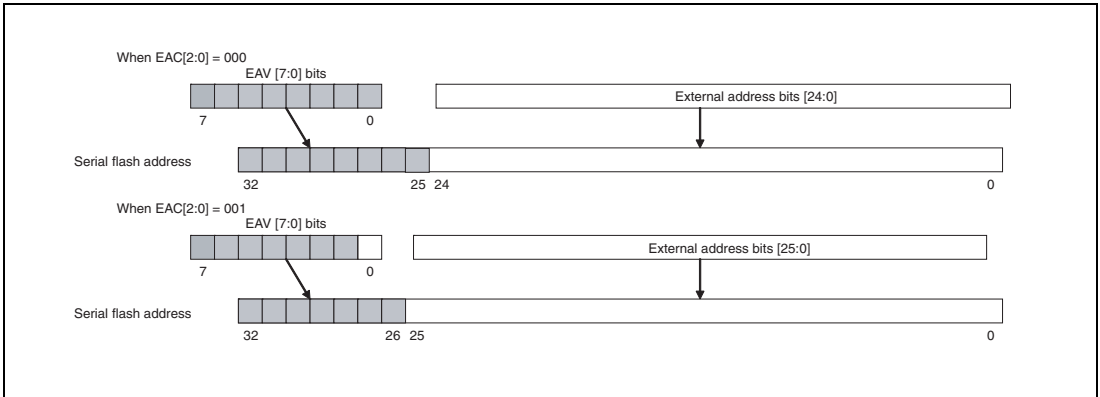 When EAC[2:0] = 000
EAV [7:0] bits
External address bits [24:0]
7 0
Serial flash address
32 25 24 0
When EAC[2:0] = 001
EAV [7:0] bits
External address bits [25:0]
7 0
Serial flash address
32 26 25 0